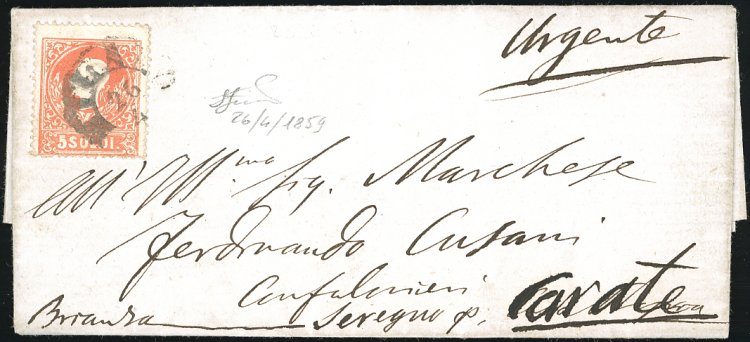 Urgente
26/4/1859
5 SOLDI.
All' Ill.mo Sig. Marchese
Ferdinando Cusani
Confalonieri
Brianza Seregno p. Carate